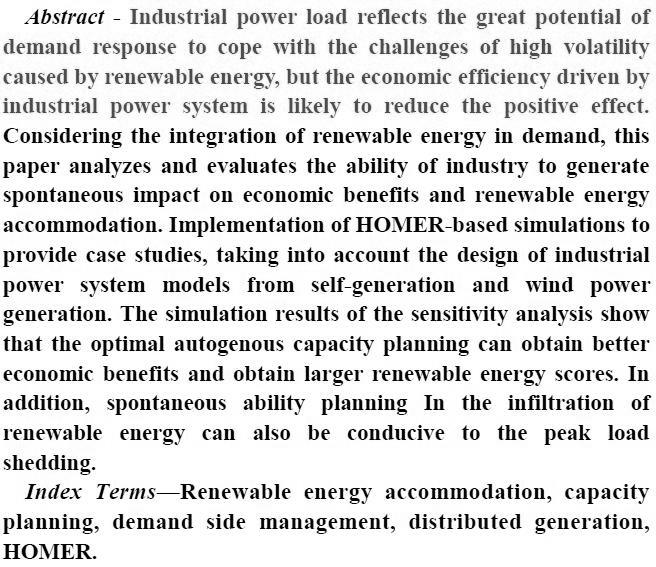 Abstract - Industrial power load reflects the great potential of
demand response to cope with the challenges of high volatility
caused by renewable energy, but the economic efficiency driven by
industrial power system is likely to reduce the positive effect.
Considering the integration of renewable energy in demand, this
paper analyzes and evaluates the ability of industry to generate
spontaneous impact on economic benefits and renewable energy
accommodation. Implementation of HOMER-based simulations to
provide case studies, taking into account the design of industrial
power system models from self-generation and wind power
generation. The simulation results of the sensitivity analysis show
that the optimal autogenous capacity planning can obtain better
economic benefits and obtain larger renewable energy scores. In
addition, spontaneous ability planning In the infiltration of
renewable energy can also be conducive to the peak load
shedding.
Index Terms—Renewable energy accommodation, capacity
planning, demand side management, distributed generation,
HOMER.